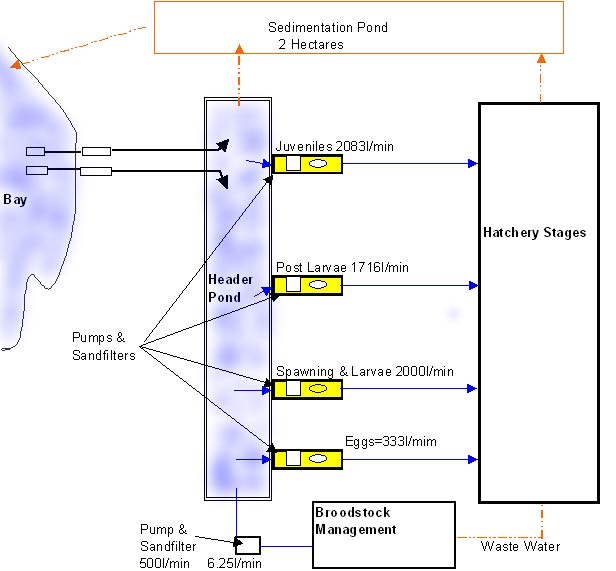 Sedimentation Pond
2 Hectares
Juveniles 2083l/min
Bay
Hatchery Stages
Post Larvae 1716l/min
Header
Pond
Pumps &
Sandfilters
Spawning & Larvae 2000l/min
Eggs=333l/mim
Broodstock
Management
Pump &
Sandfilter
500l/min 6.25l/min
Waste Water